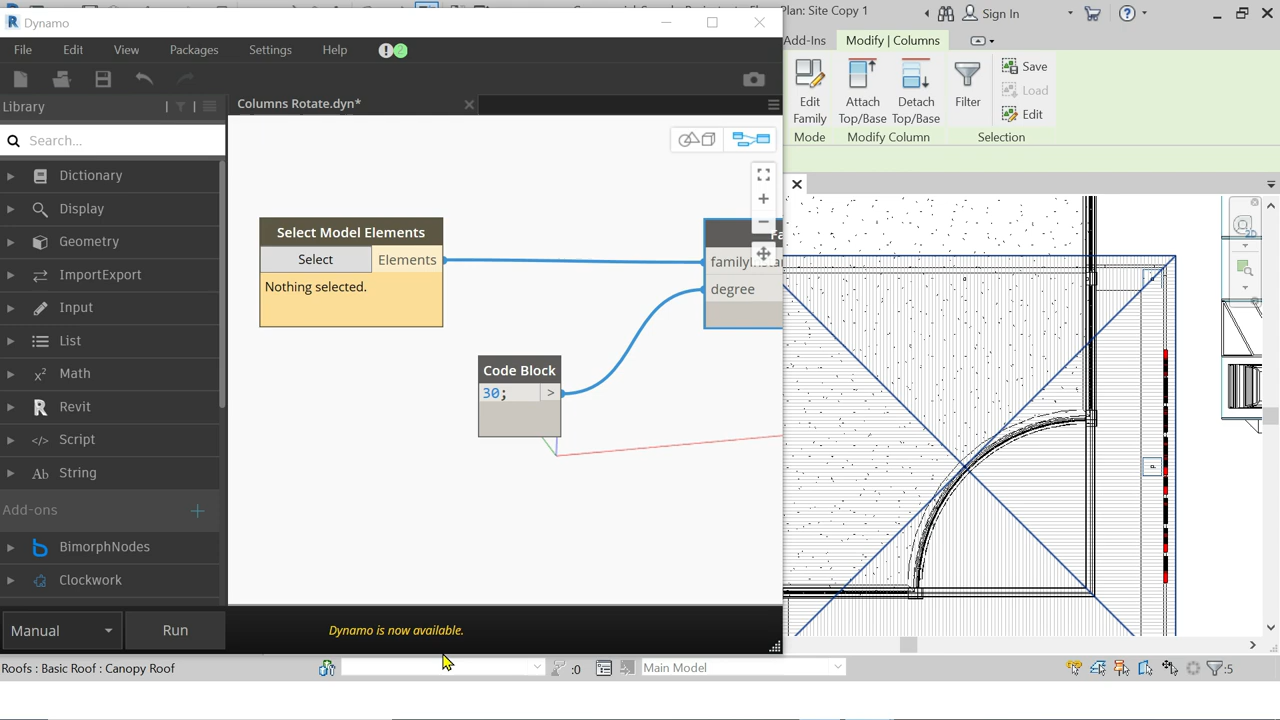 Dynamo
Plan: Site Copy 1
Sign In
File Edit View Packages Settings Help
2
Add-Ins Modify | Columns
Edit Family
Attach Top/Base
Detach Top/Base
Filter
Save
Load
Edit
Mode Modify Column Selection
Library
Columns Rotate.dyn*
Search...
Dictionary
Display
Geometry
ImportExport
Input
List
Math
Revit
Script
String
Add-ons
BimorphNodes
Clockwork
Select Model Elements
Select Elements
Nothing selected.
degree
Code Block
30; >
Manual Run
Dynamo is now available.
Roofs : Basic Roof : Canopy Roof
:0
Main Model
:5